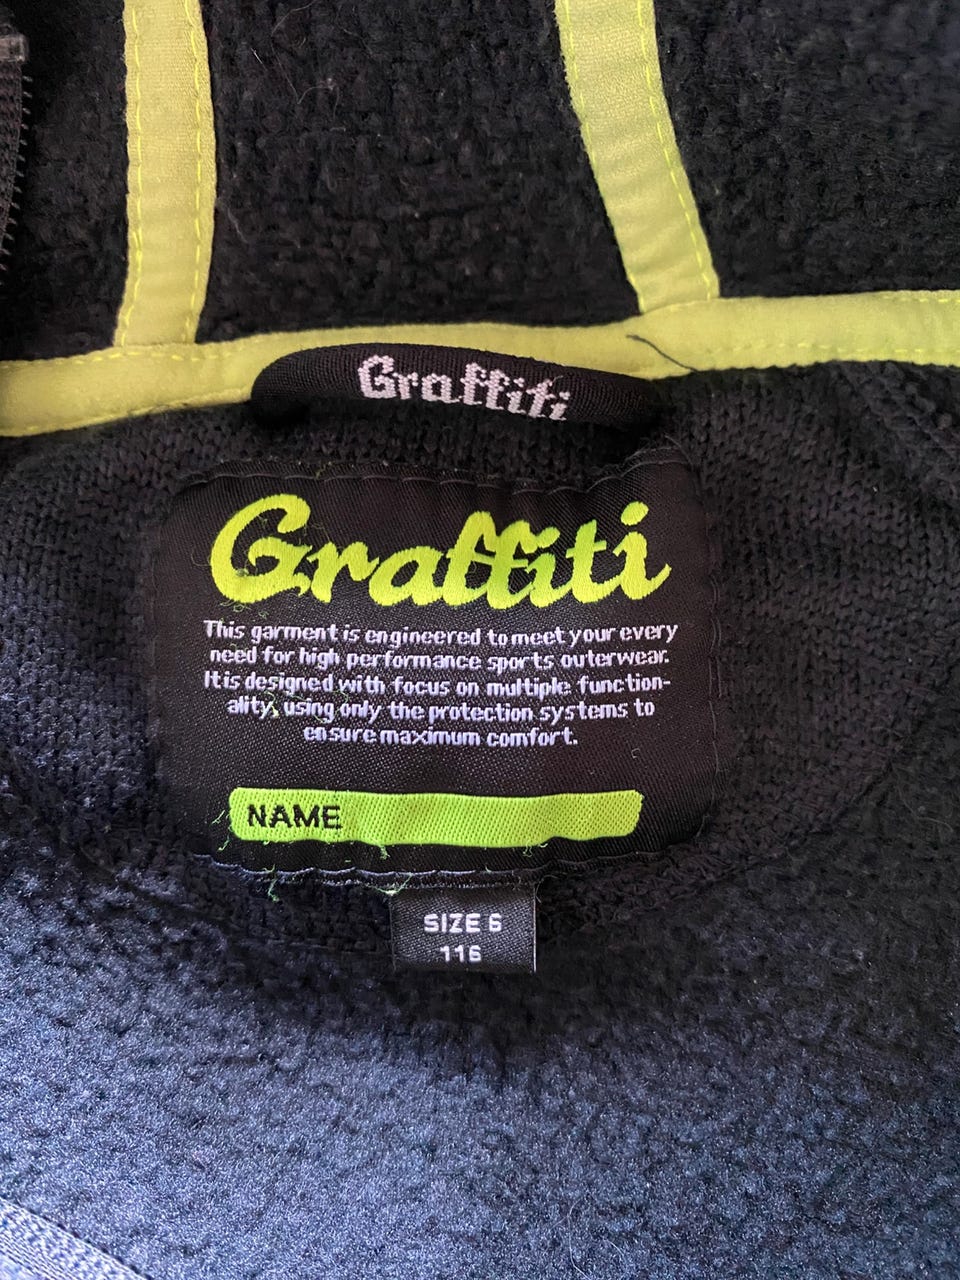 Graffiti
Graffiti
This garment is engineered to meet your every
need for high performance sports outerwear.
It is designed with focus on multiple function-
ality, using only the protection systems to
ensure maximum comfort.
NAME
SIZE 6
116